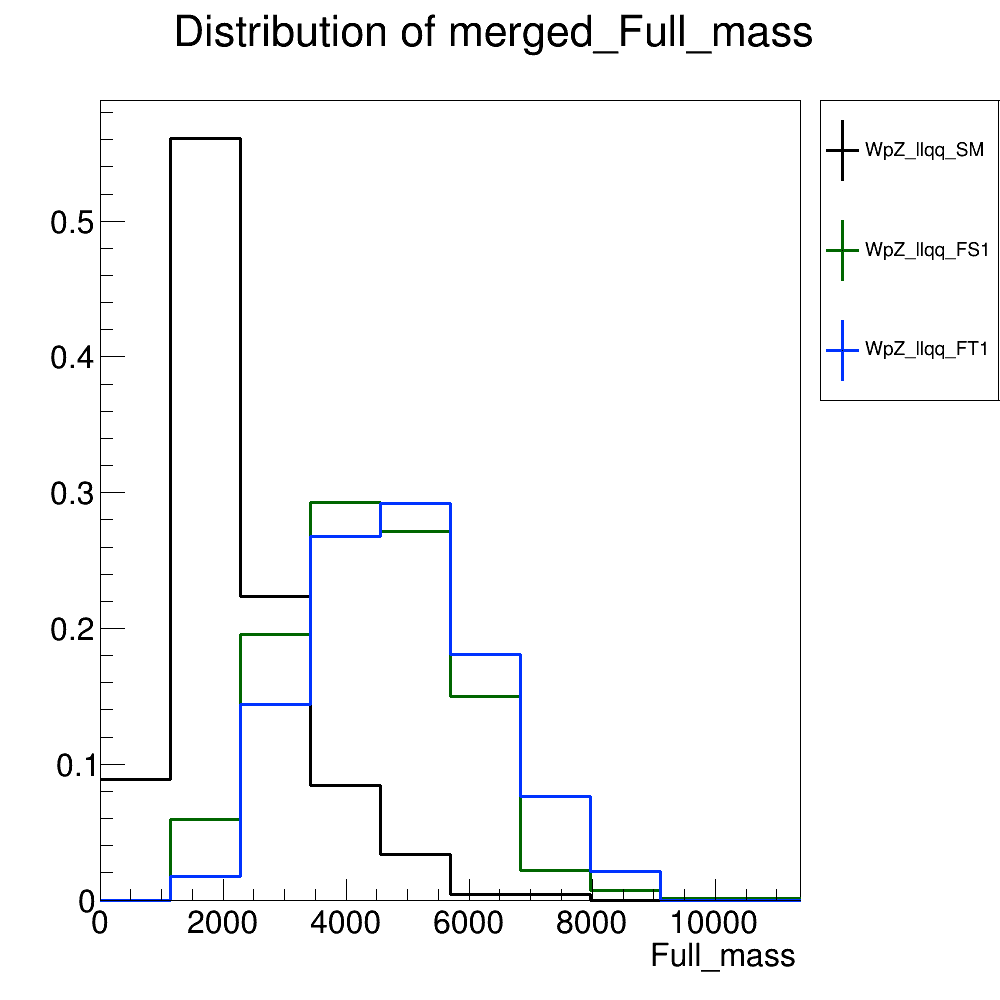 Distribution of merged_Full_mass
WpZ_llqq_SM
WpZ_llqq_FS1
WpZ_llqq_FT1
0.5
0.4
0.3
0.2
0.1
0
0 2000 4000 6000 8000 10000
Full_mass